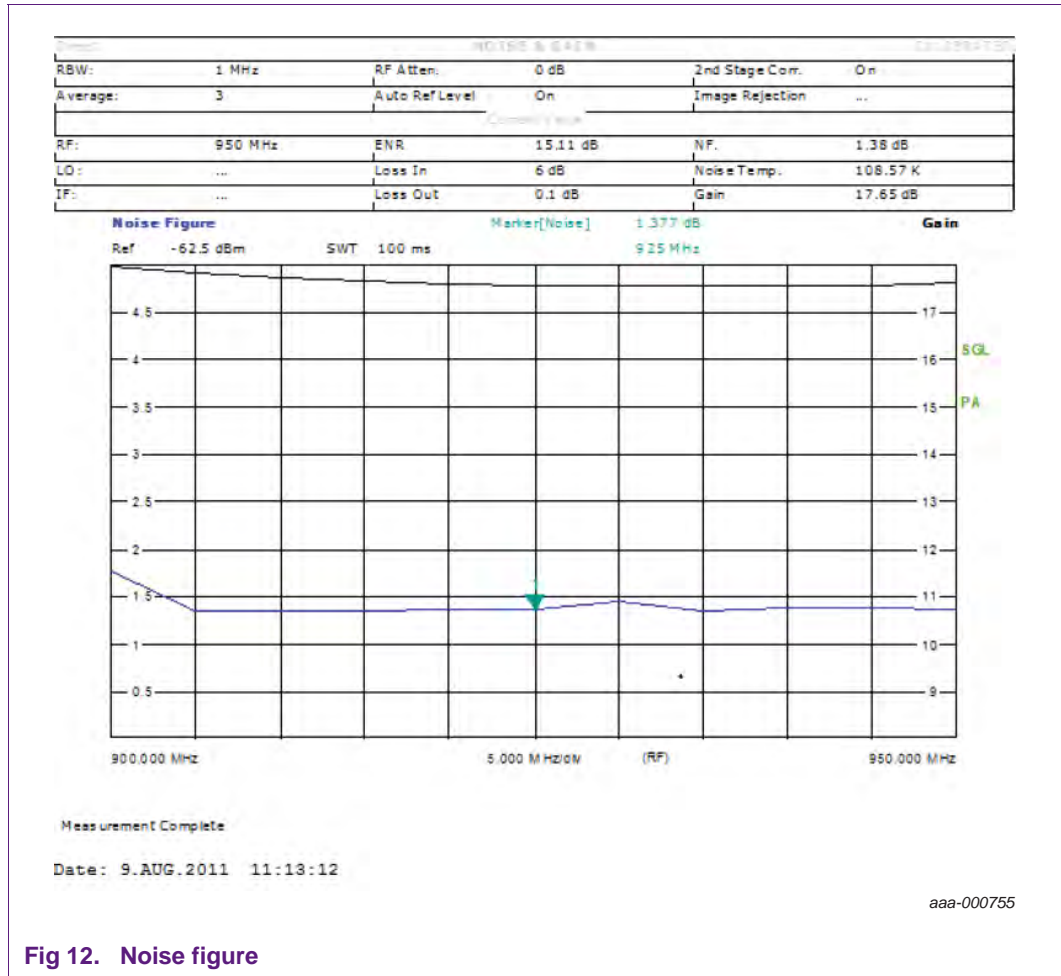 NOISE & GAIN
RBW: 1 MHz RF Atten. 0 dB 2nd Stage Corr. On
Average: 3 Auto Ref Level On Image Rejection ...
Current Value
RF: 950 MHz ENR 15.11 dB NF. 1.38 dB
LO: ... Loss In 6 dB Noise Temp. 108.57 K
IF: ... Loss Out 0.1 dB Gain 17.65 dB
Noise Figure Marker[Noise] 1.377 dB Gain
Ref -62.5 dBm SWT 100 ms 925 MHz
4.5 17
4 16 SGL
3.5 15 PA
3 14
2.5 13
2 12
1
1.5 11
1 10
0.5 9
900.000 MHz 5.000 MHz/div (RF) 950.000 MHz
Measurement Complete
Date: 9.AUG.2011 11:13:12
aaa-000755
Fig 12. Noise figure